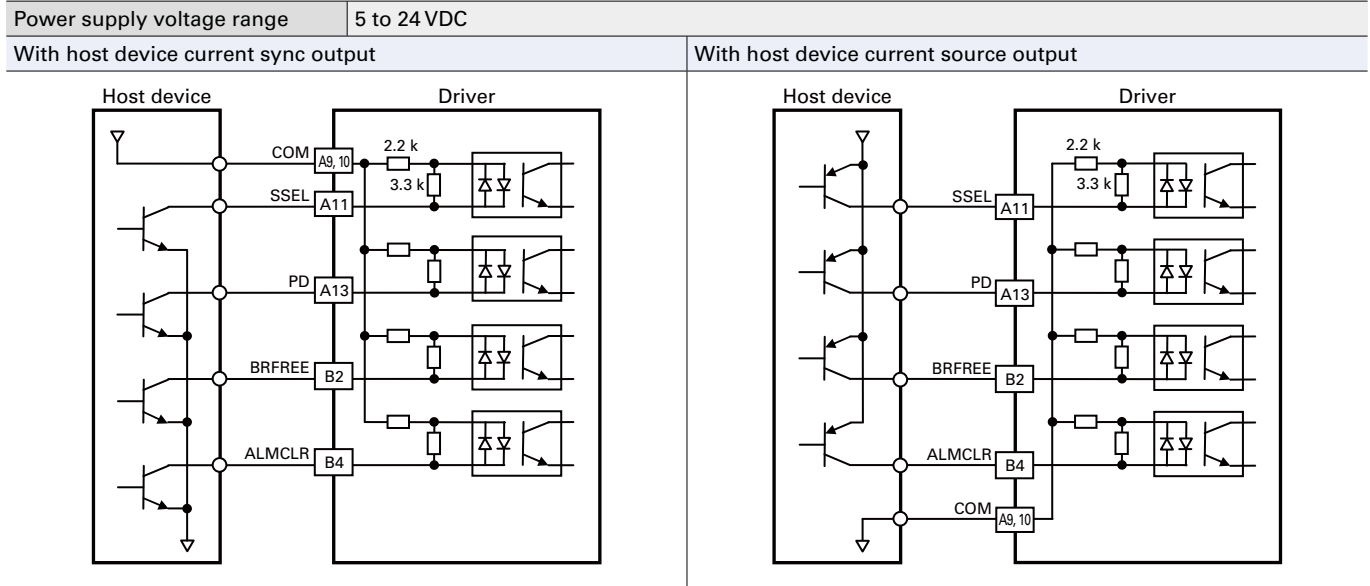 Power supply voltage range 5 to 24 VDC
With host device current sync output
With host device current source output
Host device
Driver
COM A9, 10
2.2 k
3.3 k
SSEL A11
PD A13
BRFREE B2
ALMCLR B4
Host device
Driver
2.2 k
3.3 k
SSEL A11
PD A13
BRFREE B2
ALMCLR B4
COM A9, 10